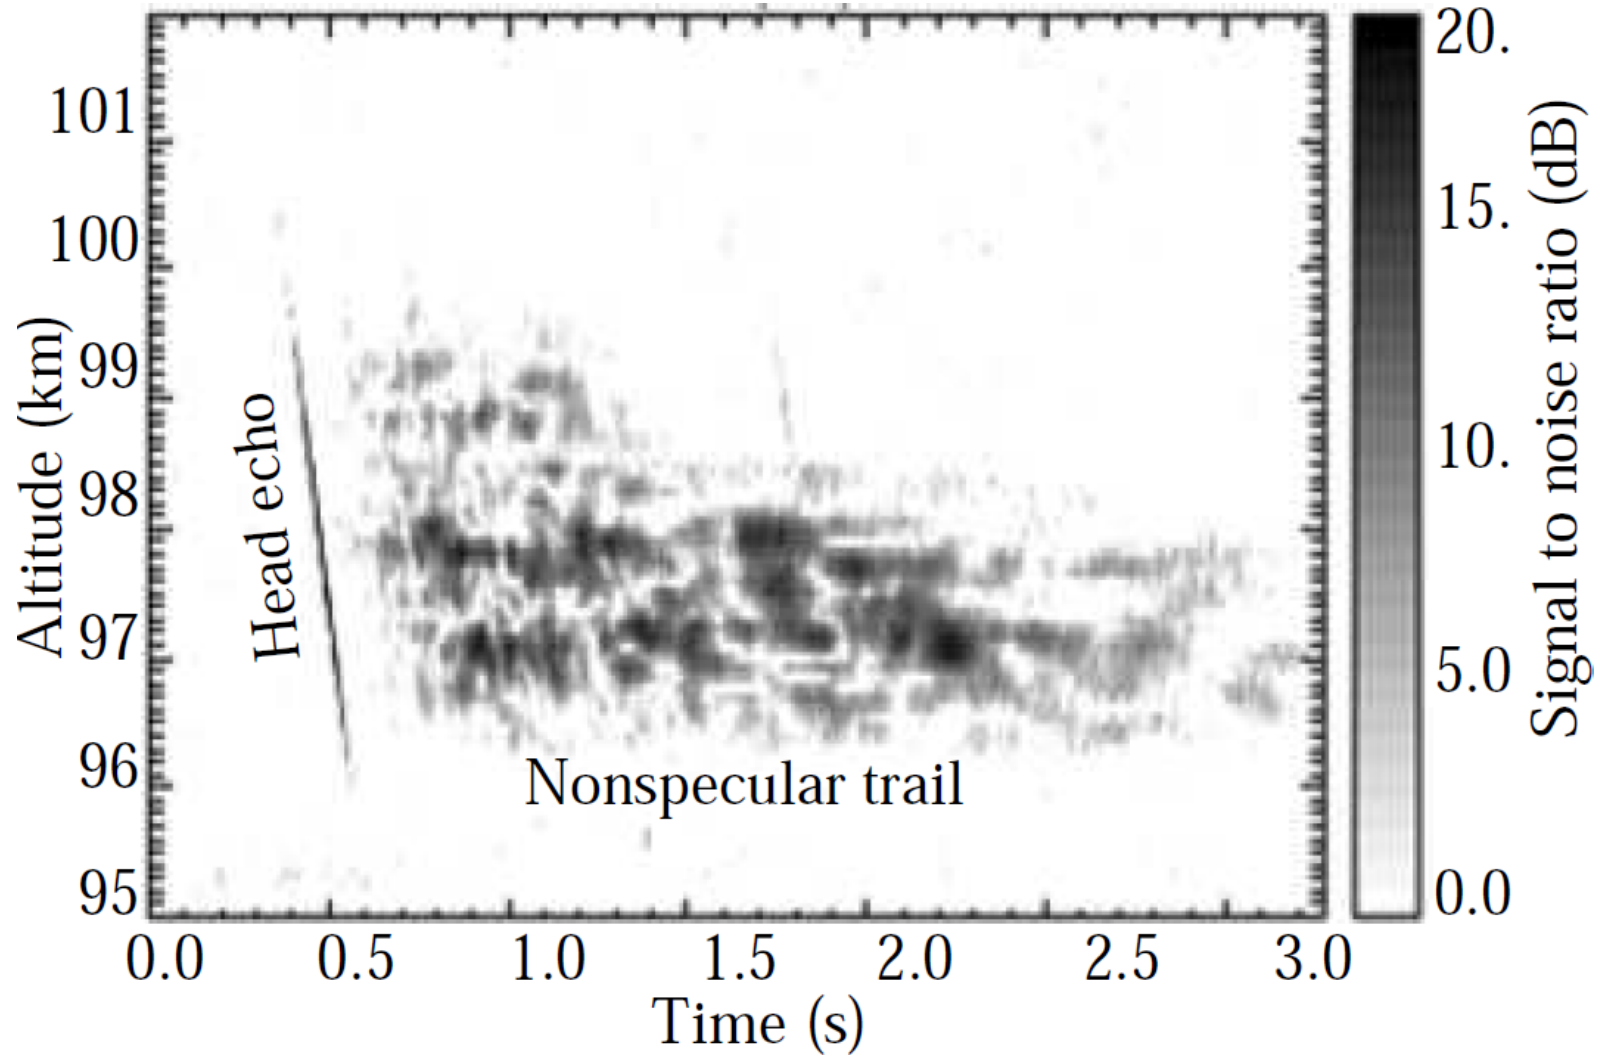 101
100
99
98
97
96
95
Altitude (km)
Head echo
Nonspecular trail
0.0 0.5 1.0 1.5 2.0 2.5 3.0
Time (s)
20.
15.
10.
5.0
0.0
Signal to noise ratio (dB)